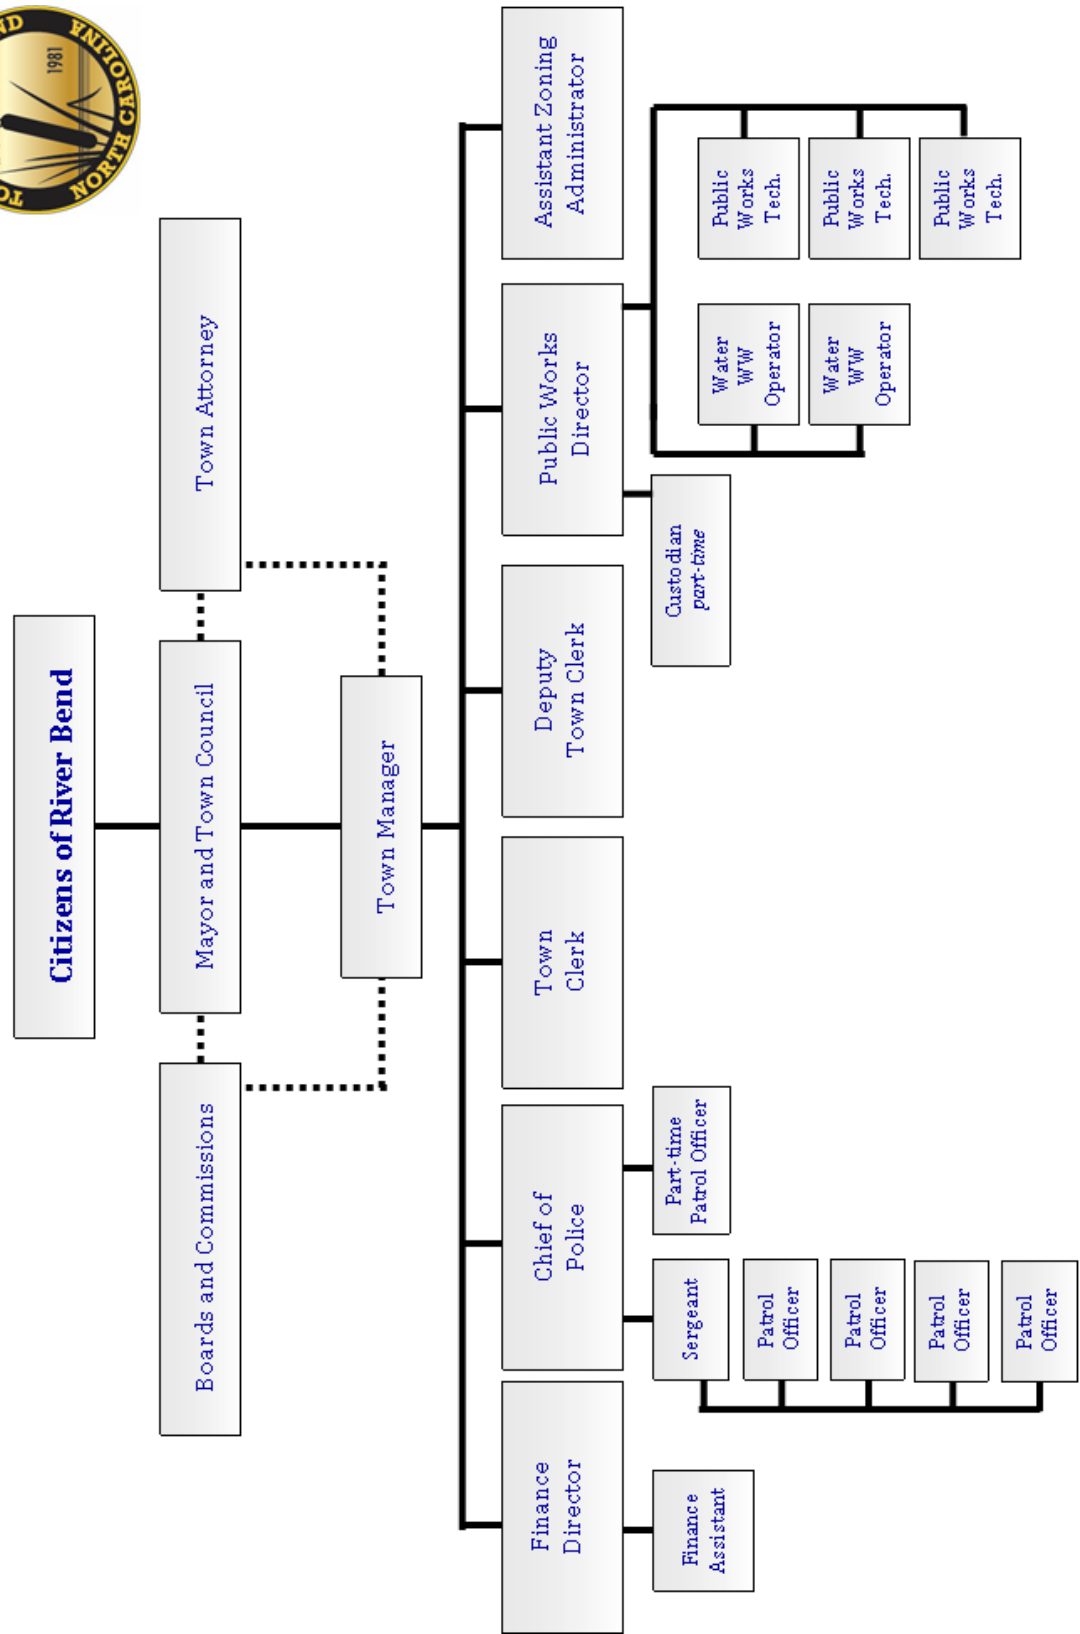 NORTH CAROLINA
1981
Citizens of River Bend
Boards and Commissions
Mayor and Town Council
Town Attorney
Town Manager
Finance
Director
Chief of
Police
Town
Clerk
Deputy
Town Clerk
Public Works
Director
Assistant Zoning
Administrator
Finance
Assistant
Sergeant
Patrol
Officer
Patrol
Officer
Patrol
Officer
Patrol
Officer
Part-time
Patrol Officer
Custodian
part-time
Water
WW
Operator
Water
WW
Operator
Public
Works
Tech.
Public
Works
Tech.
Public
Works
Tech.